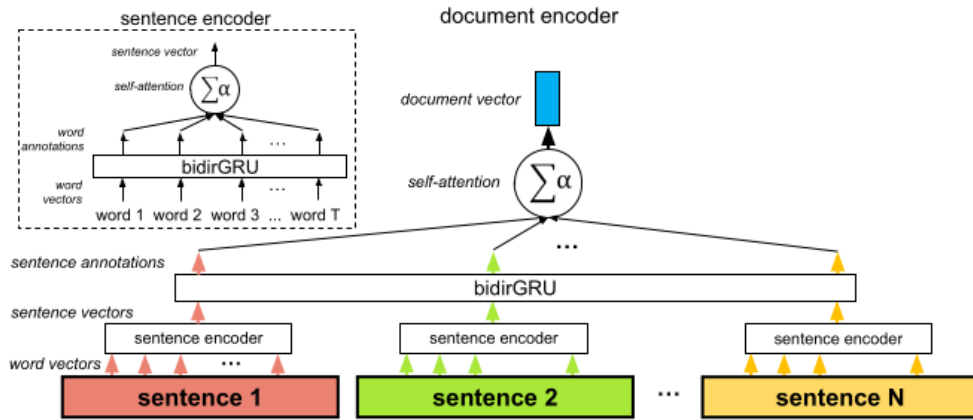 sentence encoder
sentence vector
self-attention
∑α
word
annotations
...
bidirGRU
word
vectors
...
word 1 word 2 word 3 ... word T
document encoder
document vector
self-attention
∑α
...
sentence annotations
bidirGRU
sentence vectors
sentence encoder sentence encoder sentence encoder
word vectors
...
sentence 1 sentence 2 ... sentence N